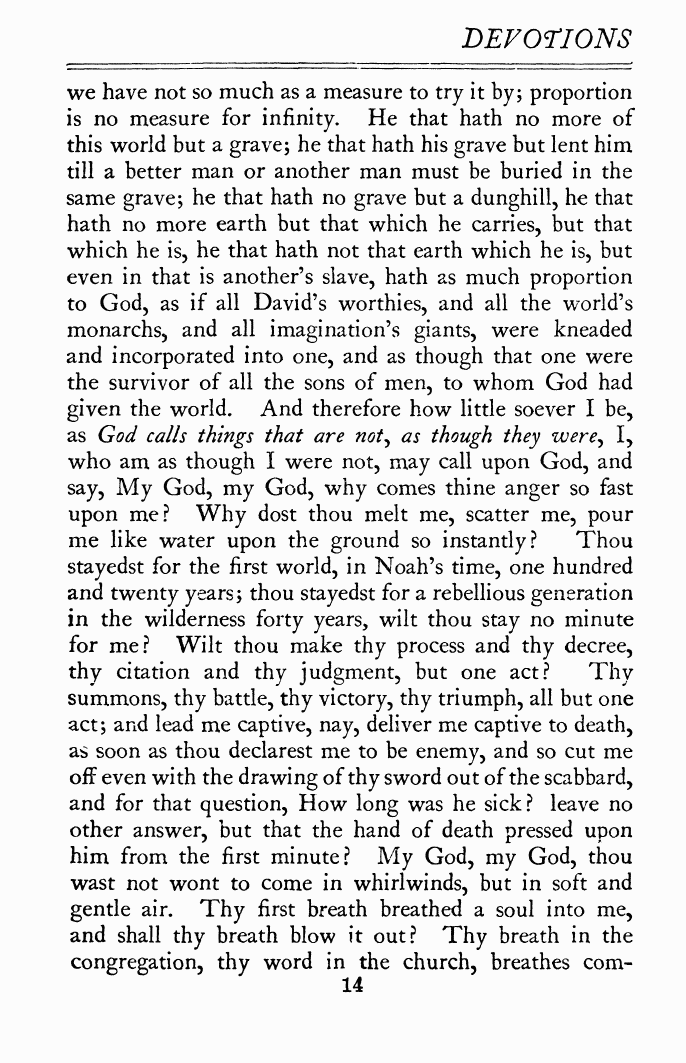 DEVOTIONS
we have not so much as a measure to try it by; proportion
is no measure for infinity. He that hath no more of
this world but a grave; he that hath his grave but lent him
till a better man or another man must be buried in the
same grave; he that hath no grave but a dunghill, he that
hath no more earth but that which he carries, but that
which he is, he that hath not that earth which he is, but
even in that is another's slave, hath as much proportion
to God, as if all David's worthies, and all the world's
monarchs, and all imagination's giants, were kneaded
and incorporated into one, and as though that one were
the survivor of all the sons of men, to whom God had
given the world. And therefore how little soever I be,
as God calls things that are not, as though they were, I,
who am as though I were not, may call upon God, and
say, My God, my God, why comes thine anger so fast
upon me? Why dost thou melt me, scatter me, pour
me like water upon the ground so instantly? Thou
stayedst for the first world, in Noah's time, one hundred
and twenty years; thou stayedst for a rebellious generation
in the wilderness forty years, wilt thou stay no minute
for me? Wilt thou make thy process and thy decree,
thy citation and thy judgment, but one act? Thy
summons, thy battle, thy victory, thy triumph, all but one
act; and lead me captive, nay, deliver me captive to death,
as soon as thou declarest me to be enemy, and so cut me
off even with the drawing of thy sword out of the scabbard,
and for that question, How long was he sick? leave no
other answer, but that the hand of death pressed upon
him from the first minute? My God, my God, thou
wast not wont to come in whirlwinds, but in soft and
gentle air. Thy first breath breathed a soul into me,
and shall thy breath blow it out? Thy breath in the
congregation, thy word in the church, breathes com-
14